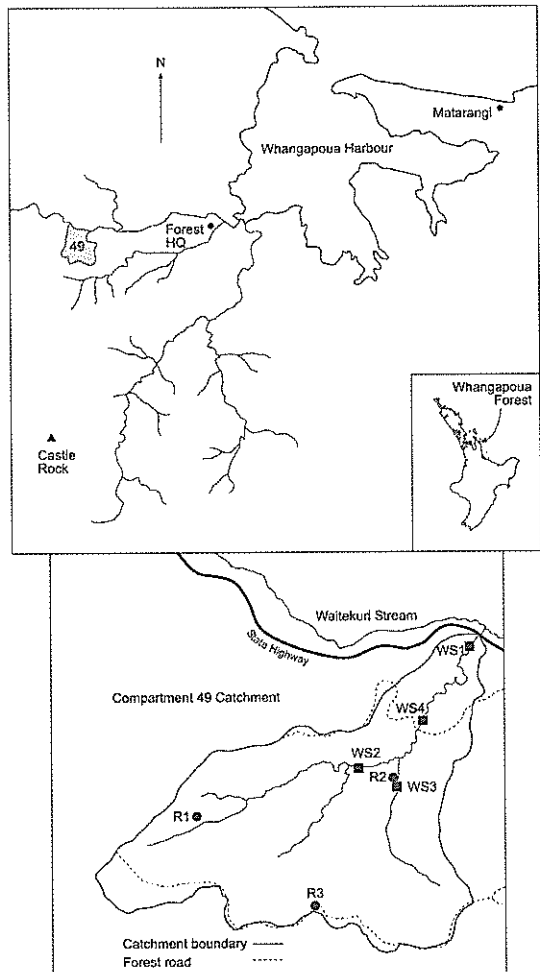 N
Matarangi
Whangapoua Harbour
Forest
HQ
49
Whangapoua
Forest
Castle
Rock
Waitekuri Stream
State Highway
WS1
Compartment 49 Catchment
WS4
WS2
R2
WS3
R1
R3
Catchment boundary
Forest road